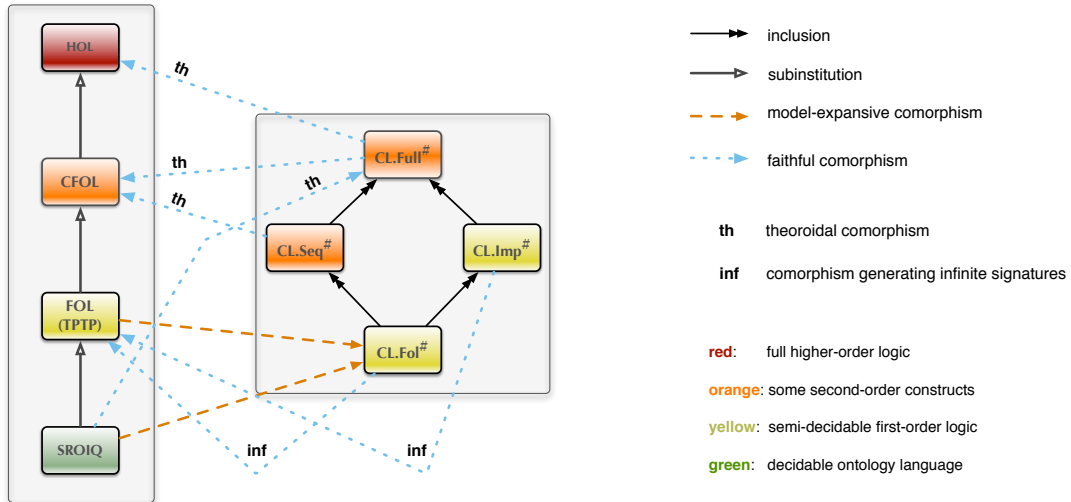 HOL
CFOL
FOL
(TPTP)
SROIQ
th
th
th
th
inf
inf
CL.Full#
CL.Seq#
CL.Imp#
CL.Fol#
inclusion
subinstitution
model-expansive comorphism
faithful comorphism
th theoroidal comorphism
inf comorphism generating infinite signatures
red: full higher-order logic
orange: some second-order constructs
yellow: semi-decidable first-order logic
green: decidable ontology language